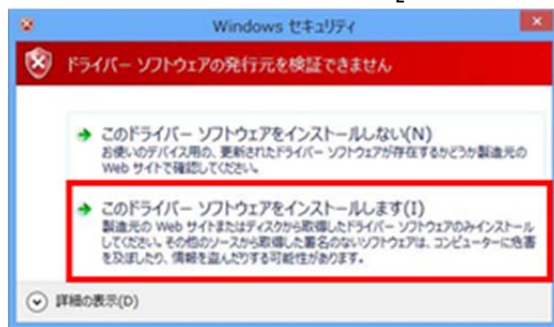 Windows セキュリティ
ドライバー ソフトウェアの発行元を検証できません
このドライバー ソフトウェアをインストールしない(N)
お使いのデバイス用の、更新されたドライバー ソフトウェアが存在するかどうか製造元の
Web サイトで確認してください。
このドライバー ソフトウェアをインストールします(I)
製造元の Web サイトまたはディスクから取得したドライバー ソフトウェアのみインストール
してください。その他のソースから取得した署名のないソフトウェアは、コンピューターに危害
を及ぼしたり、情報を盗んだりする可能性があります。
詳細の表示(D)